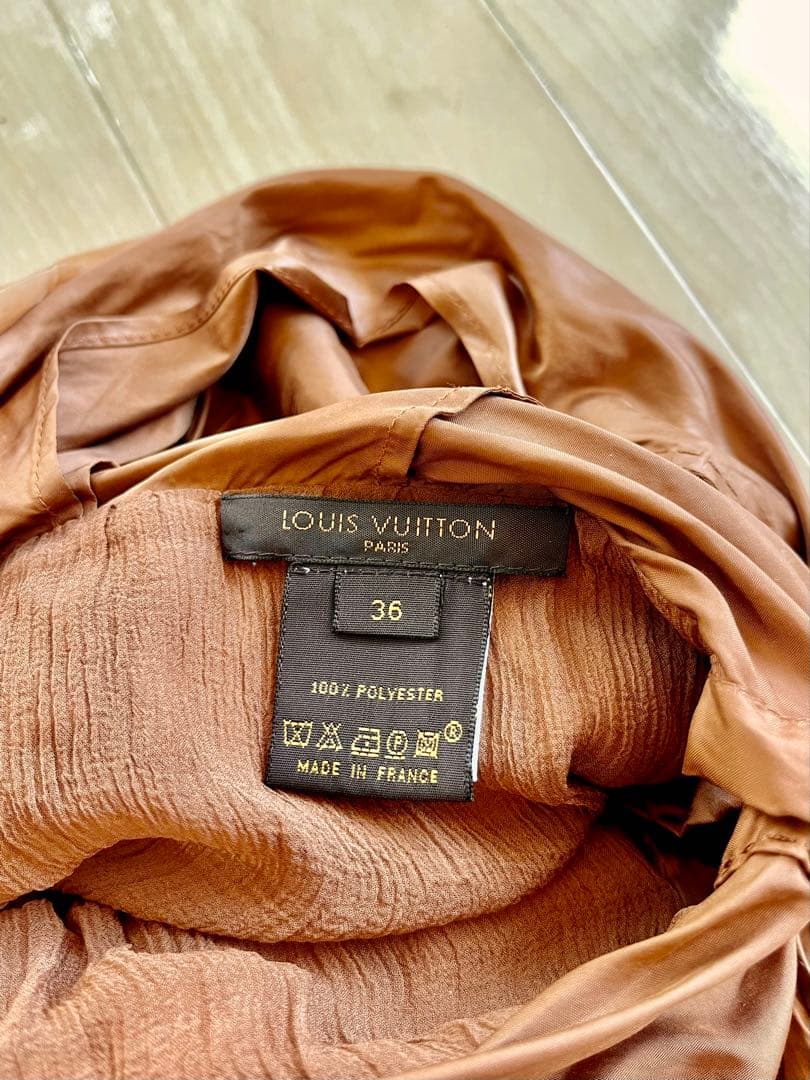 LOUIS VUITTON
PARIS
36
100% POLYESTER
P ®
MADE IN FRANCE